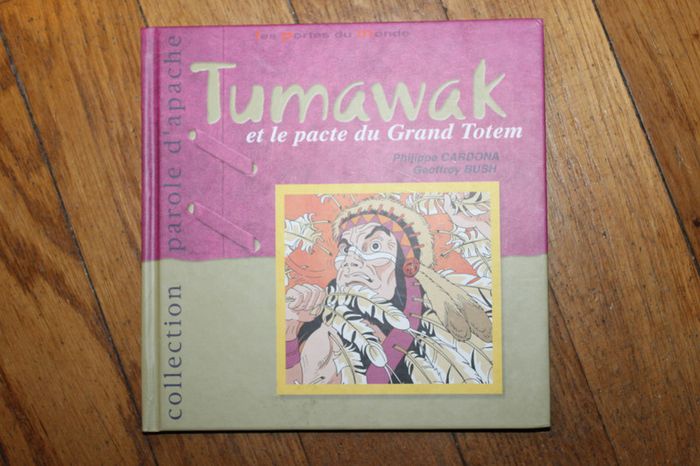 les portes du monde
Tumawak
et le pacte du Grand Totem
Philippe CARDONA
Geoffroy BUSH
collection parole d'apache